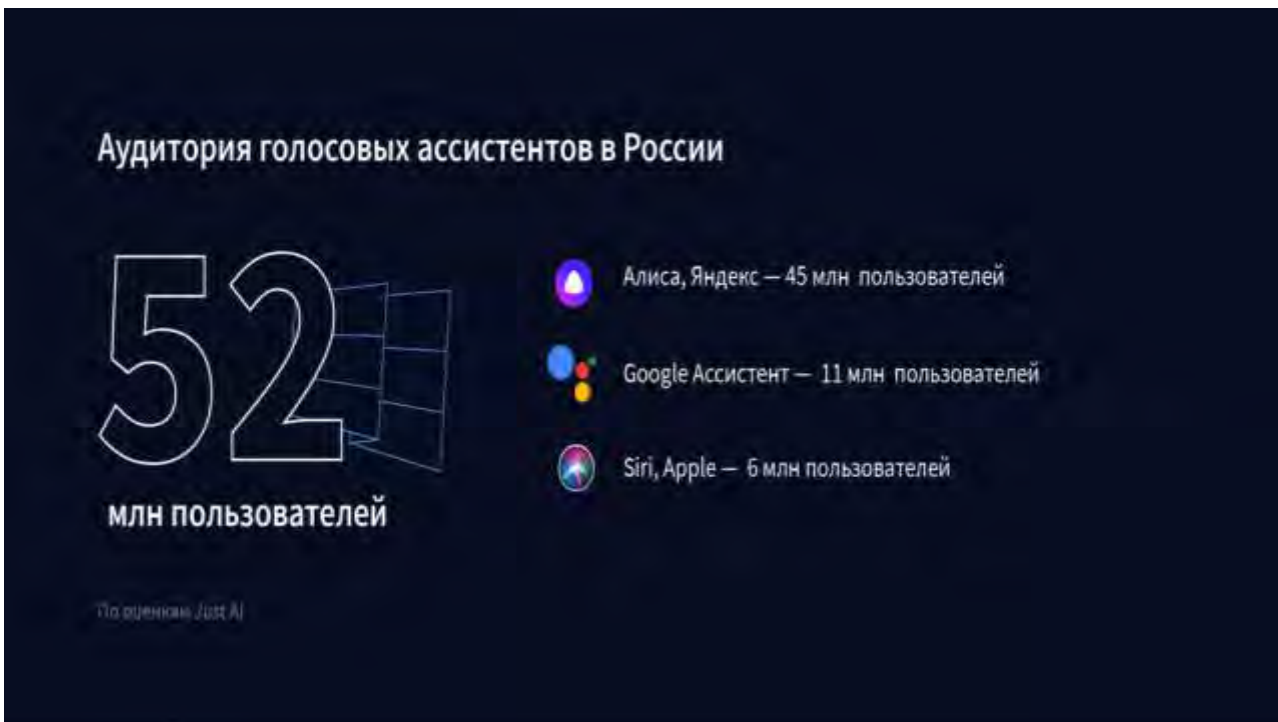 Аудитория голосовых ассистентов в России
52
млн пользователей
Алиса, Яндекс — 45 млн пользователей
Google Ассистент — 11 млн пользователей
Siri, Apple — 6 млн пользователей
По оценкам Just AI